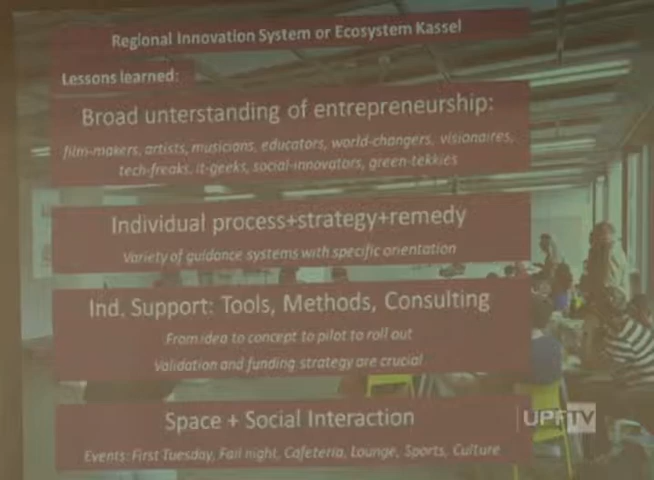 Regional Innovation System or Ecosystem Kassel
Lessons learned:
Broad unterstanding of entrepreneurship:
film-makers, artists, musicians, educators, world-changers, visionaires,
tech-freaks, it-geeks, social-innovators, green-tekkies
Individual process+strategy+remedy
Variety of guidance systems with specific orientation
Ind. Support: Tools, Methods, Consulting
From idea to concept to pilot to roll out
Validation and funding strategy are crucial
Space + Social Interaction
UPFTV
Events: First Tuesday, Fail night, Cafeteria, Lounge, Sports, Culture